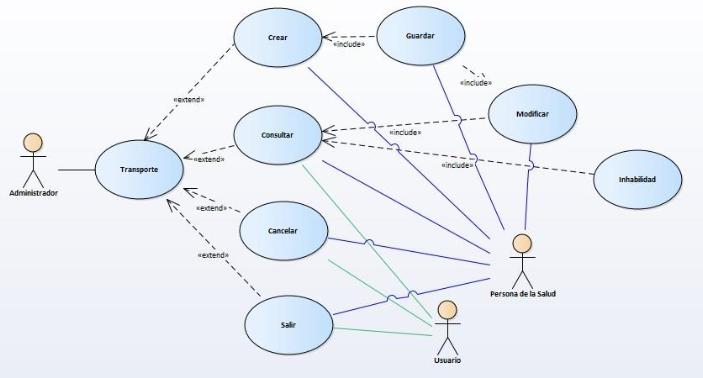 Crear
Guardar
«include»
«include»
Modificar
«extend»
Consultar
«include»
«extend»
«include»
Transporte
Inhabilidad
Administrador
«extend»
Cancelar
«extend»
Persona de la Salud
Salir
Usuario